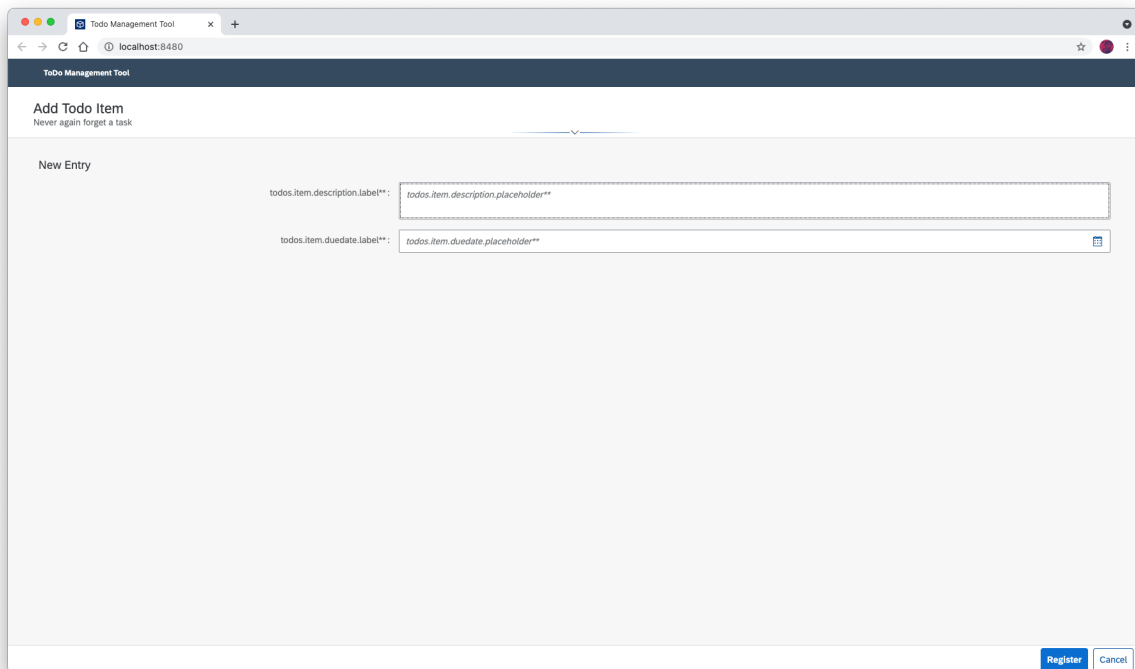 Todo Management Tool
localhost:8480
ToDo Management Tool
Add Todo Item
Never again forget a task
New Entry
todos.item.description.label**:
todos.item.description.placeholder**
todos.item.duedate.label**:
todos.item.duedate.placeholder**
Register
Cancel